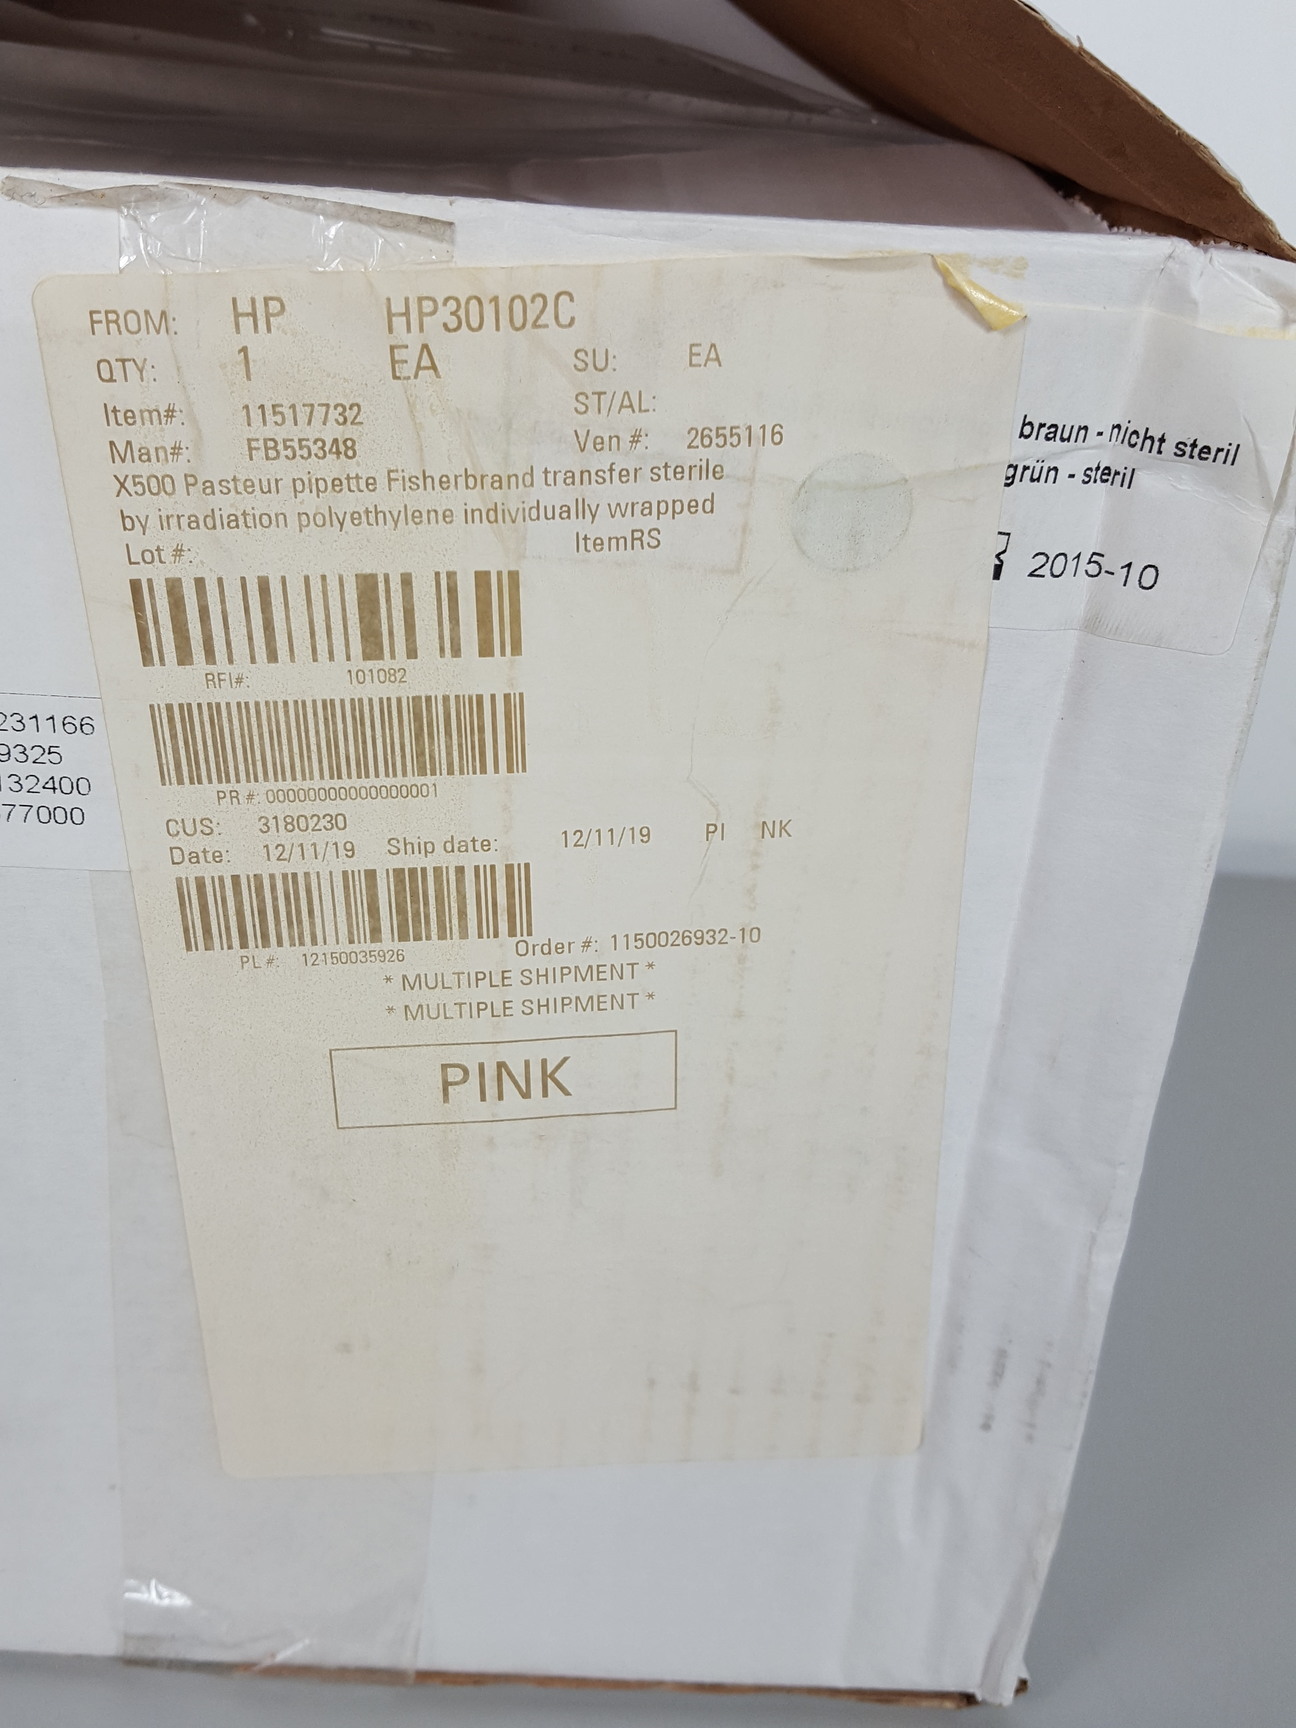 FROM: HP HP30102C
QTY: 1 EA SU: EA
Item#: 11517732 ST/AL:
Man#: FB55348 Ven #: 2655116
X500 Pasteur pipette Fisherbrand transfer sterile
by irradiation polyethylene individually wrapped
Lot #: ItemRS
RFI#: 101082
PR #: 00000000000000001
CUS: 3180230
Date: 12/11/19 Ship date: 12/11/19 PI NK
PL #: 12150035926 Order #: 1150026932-10
* MULTIPLE SHIPMENT *
* MULTIPLE SHIPMENT *
PINK
braun - nicht steril
grün - steril
2015-10
231166
9325
132400
77000